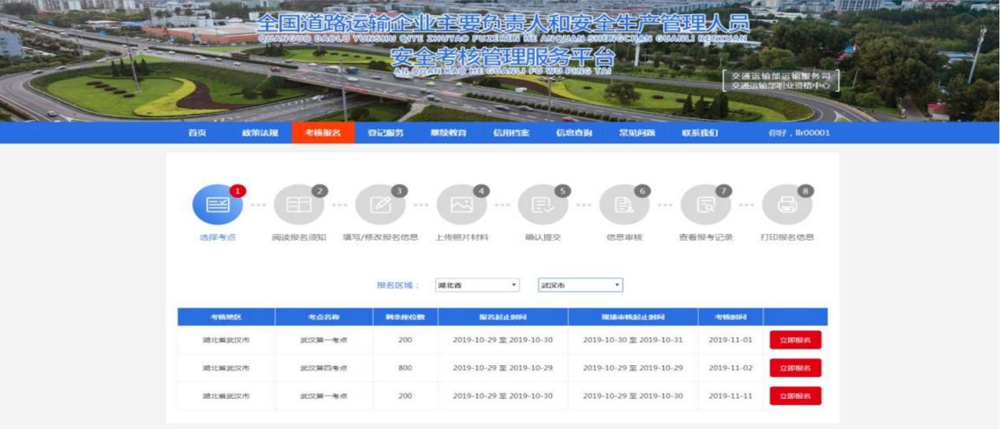 全国道路运输企业主要负责人和安全生产管理人员
QUANGUO DAOLU YUNSHU QIYE ZHUYAO FUZEREN HE ANQUAN SHENGCHAN GUANLI RENYUAN
安全考核管理服务平台
AN QUAN KAO HE GUANLI FU WU PING TAI
交通运输部运输服务司
交通运输部职业资格中心
首页 政策法规 考核报名 登记服务 继续教育 信用档案 信息查询 常见问题 联系我们 你好，llr00001
1 2 3 4 5 6 7 8
选择考点 阅读报名须知 填写/修改报名信息 上传照片材料 确认提交 信息审核 查看报考记录 打印报名信息
报名区域： 湖北省 武汉市
考核地区 考点名称 剩余座位数 报名起止时间 现场审核起止时间 考核时间
湖北省武汉市 武汉第一考点 200 2019-10-29 至 2019-10-30 2019-10-30 至 2019-10-31 2019-11-01 立即报名
湖北省武汉市 武汉第四考点 800 2019-10-29 至 2019-10-29 2019-10-29 至 2019-10-29 2019-11-02 立即报名
湖北省武汉市 武汉第一考点 200 2019-10-29 至 2019-10-30 2019-10-29 至 2019-10-30 2019-11-11 立即报名